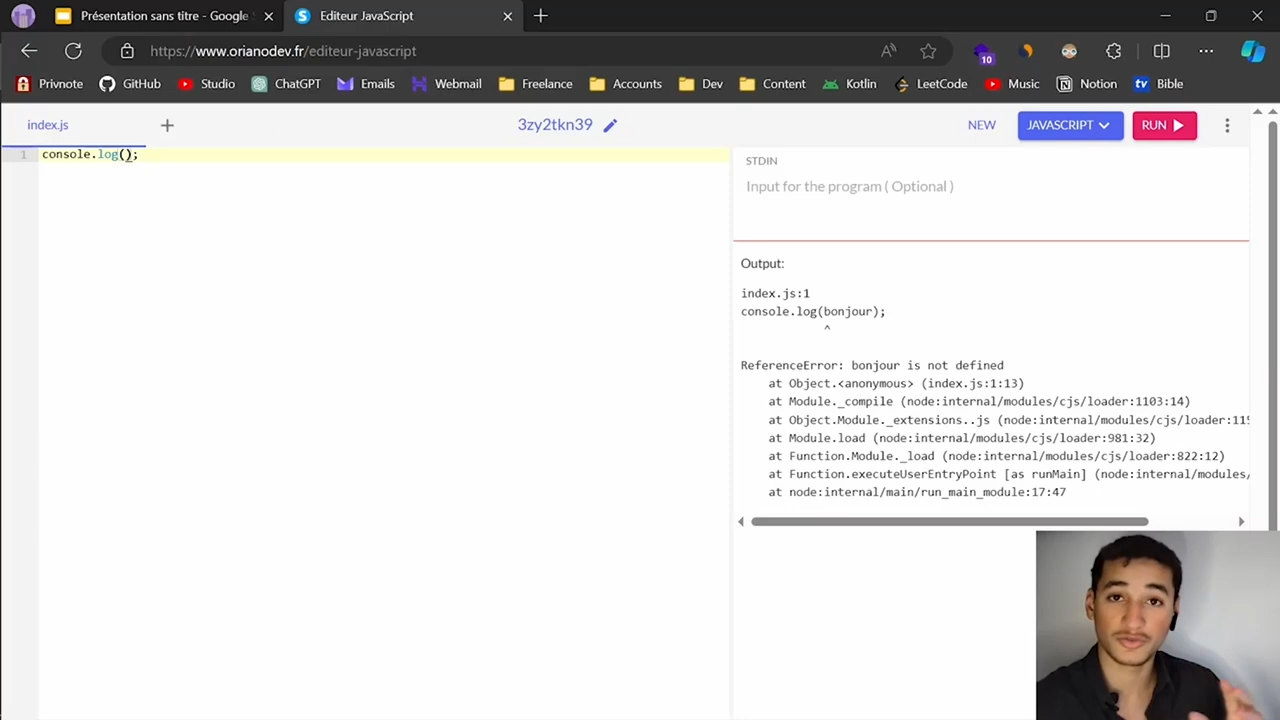 Présentation sans titre - Google
Editeur JavaScript
https://www.orianodev.fr/editeur-javascript
10
Privnote
GitHub
Studio
ChatGPT
Emails
Webmail
Freelance
Accounts
Dev
Content
Kotlin
LeetCode
Music
Notion
tv Bible
index.js
3zy2tkn39
NEW
JAVASCRIPT
RUN
1 console.log();
STDIN
Input for the program ( Optional )
Output:
index.js:1
console.log(bonjour);
^
ReferenceError: bonjour is not defined
at Object.<anonymous> (index.js:1:13)
at Module._compile (node:internal/modules/cjs/loader:1103:14)
at Object.Module._extensions..js (node:internal/modules/cjs/loader:115
at Module.load (node:internal/modules/cjs/loader:981:32)
at Function.Module._load (node:internal/modules/cjs/loader:822:12)
at Function.executeUserEntryPoint [as runMain] (node:internal/modules/
at node:internal/main/run_main_module:17:47